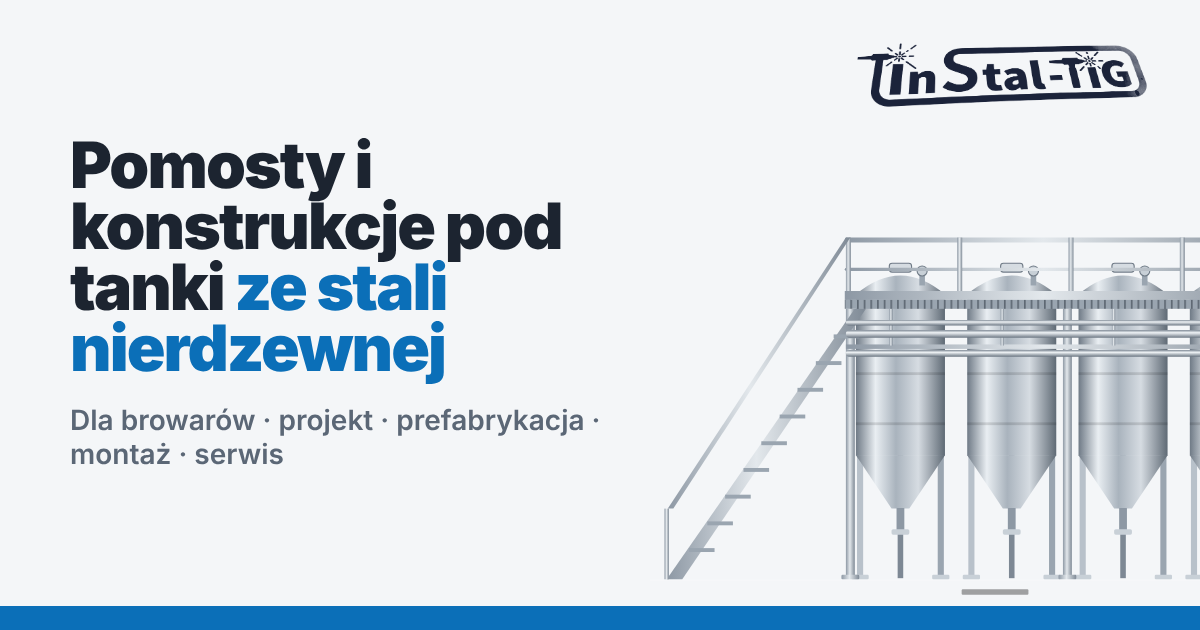 InStal-TiG
Pomosty i
konstrukcje pod
tanki ze stali
nierdzewnej
Dla browarów · projekt · prefabrykacja ·
montaż · serwis